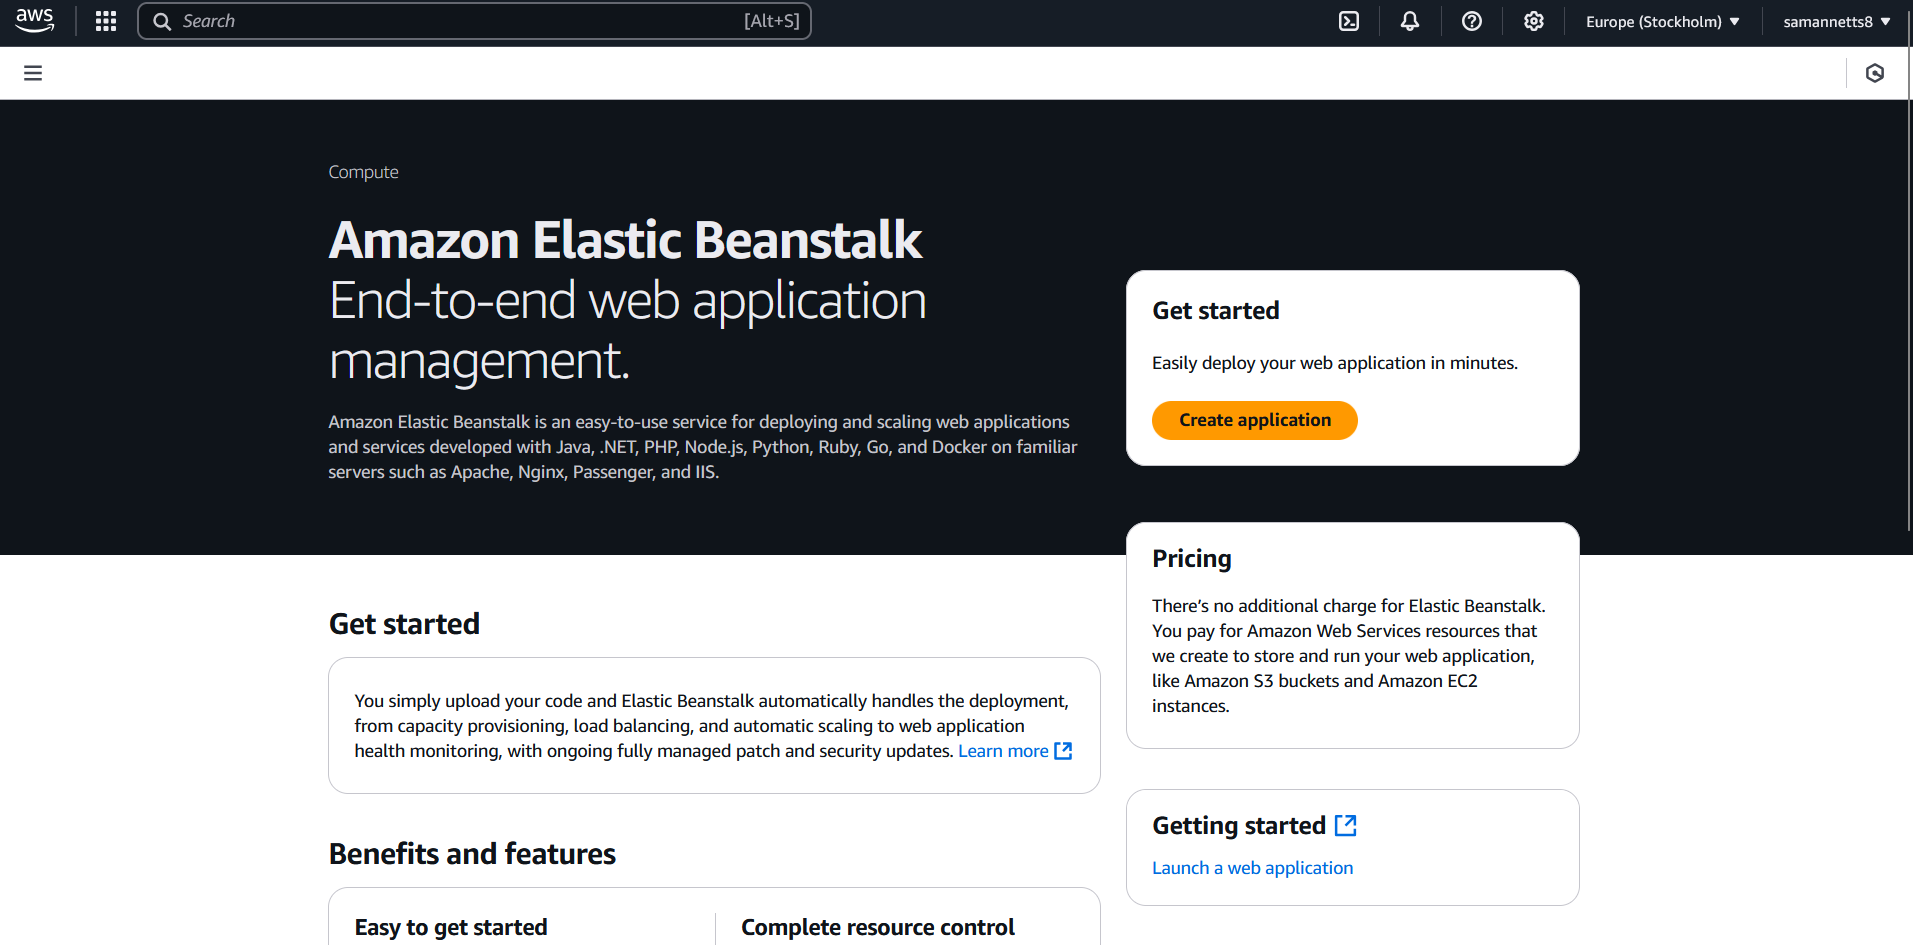 aws
Search
[Alt+S]
Europe (Stockholm)
samannetts8
Compute
Amazon Elastic Beanstalk
End-to-end web application
management.
Amazon Elastic Beanstalk is an easy-to-use service for deploying and scaling web applications
and services developed with Java, .NET, PHP, Node.js, Python, Ruby, Go, and Docker on familiar
servers such as Apache, Nginx, Passenger, and IIS.
Get started
Easily deploy your web application in minutes.
Create application
Pricing
There's no additional charge for Elastic Beanstalk.
You pay for Amazon Web Services resources that
we create to store and run your web application,
like Amazon S3 buckets and Amazon EC2
instances.
Get started
You simply upload your code and Elastic Beanstalk automatically handles the deployment,
from capacity provisioning, load balancing, and automatic scaling to web application
health monitoring, with ongoing fully managed patch and security updates. Learn more
Getting started
Launch a web application
Benefits and features
Easy to get started
Complete resource control